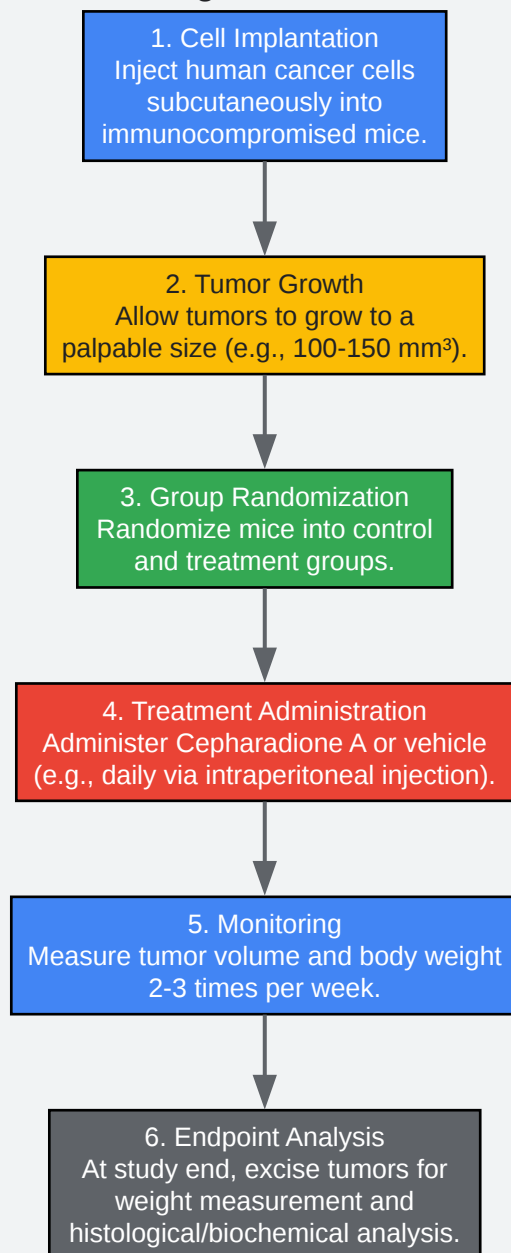 1. Cell Implantation
Inject human cancer cells
subcutaneously into
immunocompromised mice.
2. Tumor Growth
Allow tumors to grow to a
palpable size (e.g., 100-150 mm³).
3. Group Randomization
Randomize mice into control
and treatment groups.
4. Treatment Administration
Administer Cepharadione A or vehicle
(e.g., daily via intraperitoneal injection).
5. Monitoring
Measure tumor volume and body weight
2-3 times per week.
6. Endpoint Analysis
At study end, excise tumors for
weight measurement and
histological/biochemical analysis.